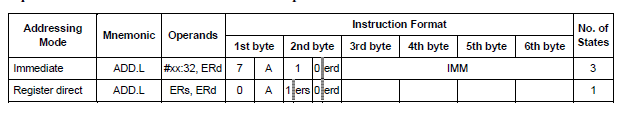 Addressing Mode Mnemonic Operands Instruction Format No. of States
1st byte 2nd byte 3rd byte 4th byte 5th byte 6th byte
Immediate ADD.L #xx:32, ERd 7 A 1 0 erd IMM 3
Register direct ADD.L ERs, ERd 0 A 1 ers 0 erd 1